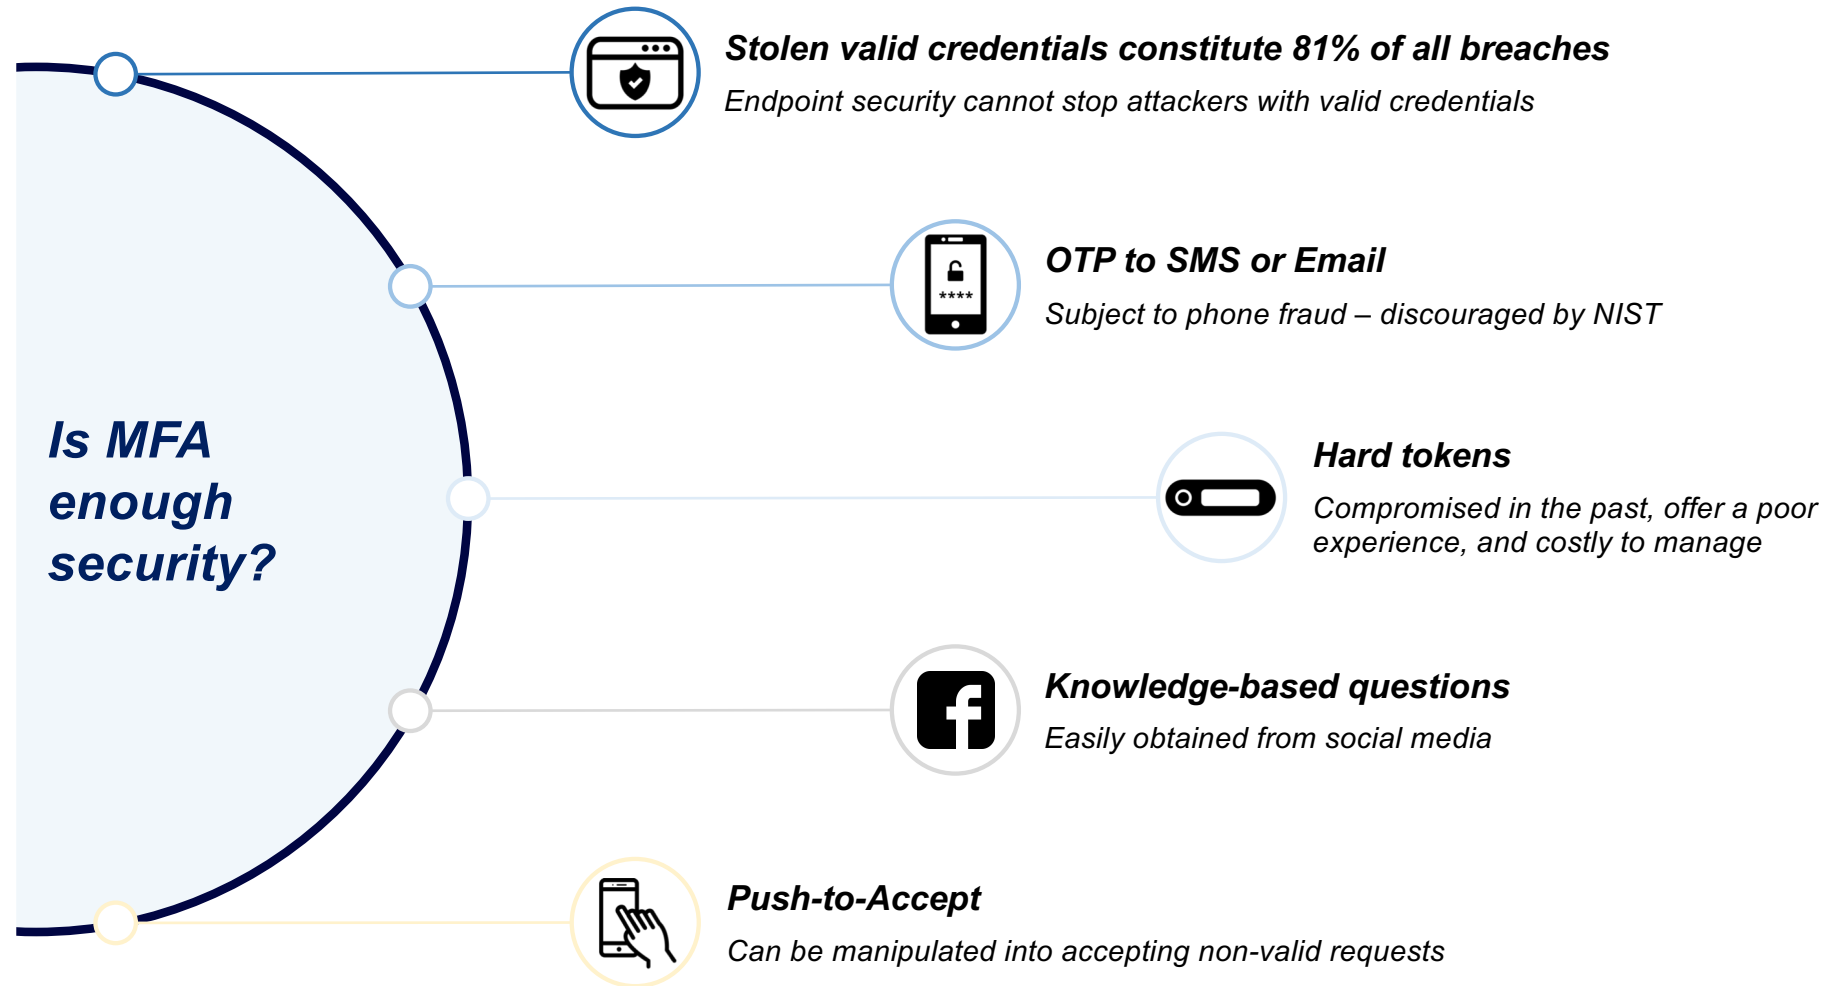 Stolen valid credentials constitute 81% of all breaches
Endpoint security cannot stop attackers with valid credentials
OTP to SMS or Email
****
Subject to phone fraud – discouraged by NIST
Is MFA
enough
security?
Hard tokens
Compromised in the past, offer a poor
experience, and costly to manage
Knowledge-based questions
Easily obtained from social media
Push-to-Accept
Can be manipulated into accepting non-valid requests